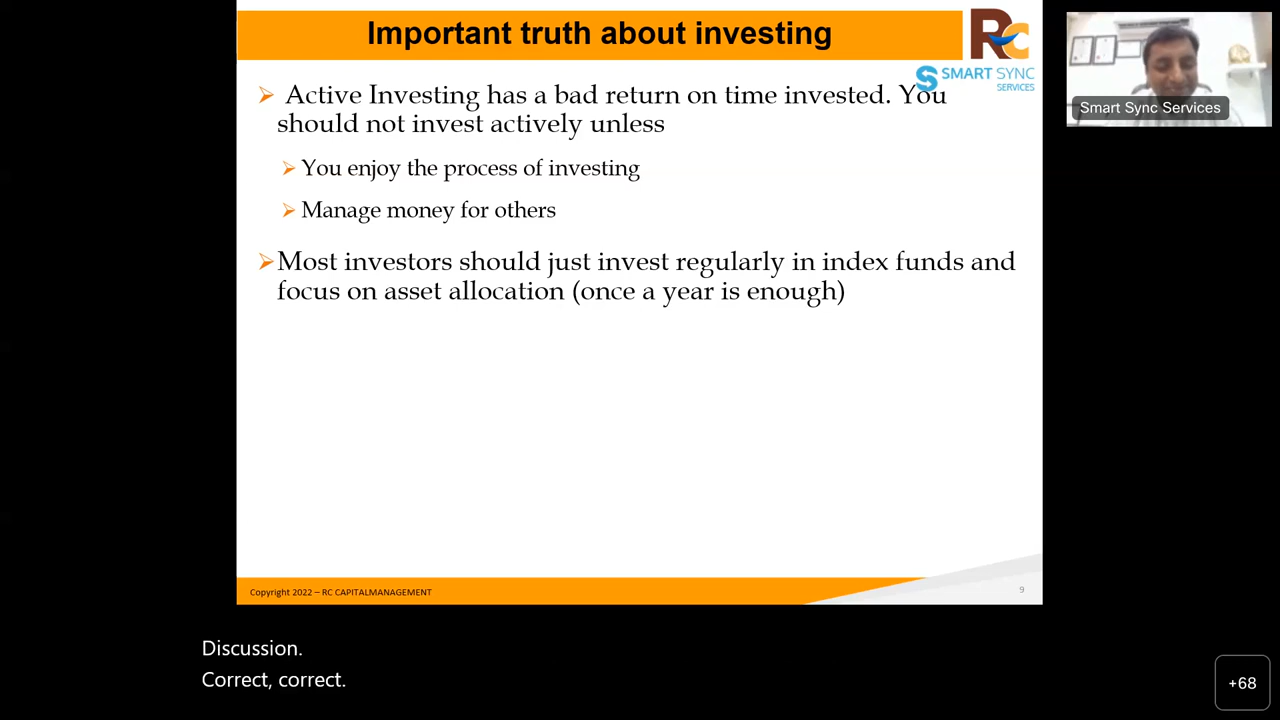 Important truth about investing
RC
SMART SYNC
SERVICES
Active Investing has a bad return on time invested. You
should not invest actively unless
You enjoy the process of investing
Manage money for others
Most investors should just invest regularly in index funds and
focus on asset allocation (once a year is enough)
Copyright 2022 – RC CAPITALMANAGEMENT
9
Smart Sync Services
Discussion.
Correct, correct.
+68